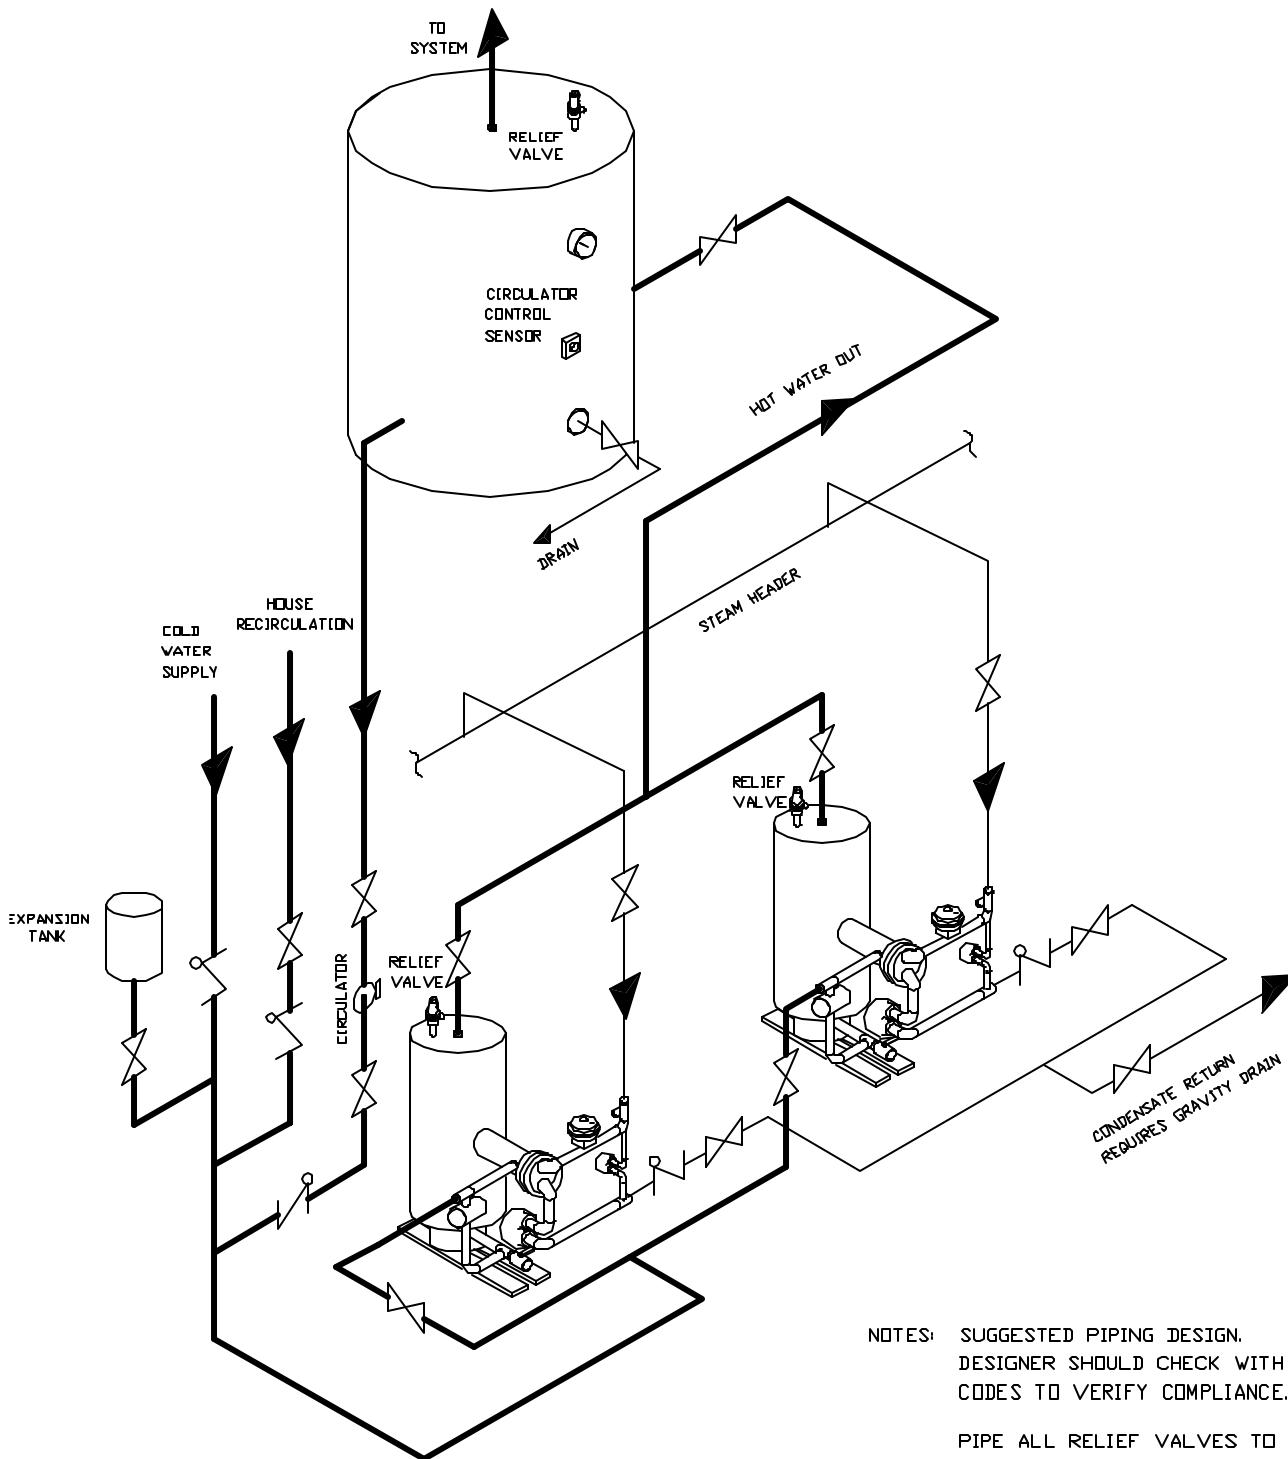 TO
SYSTEM
RELIEF
VALVE
CIRCULATOR
CONTROL
SENSOR
HOT WATER OUT
DRAIN
STEAM HEADER
HOUSE
RECIRCULATION
COLD
WATER
SUPPLY
RELIEF
VALVE
EXPANSION
TANK
CIRCULATOR
RELIEF
VALVE
CONDENSATE RETURN
REQUIRES GRAVITY DRAIN
NOTES: SUGGESTED PIPING DESIGN.
DESIGNER SHOULD CHECK WITH
CODES TO VERIFY COMPLIANCE.
PIPE ALL RELIEF VALVES TO